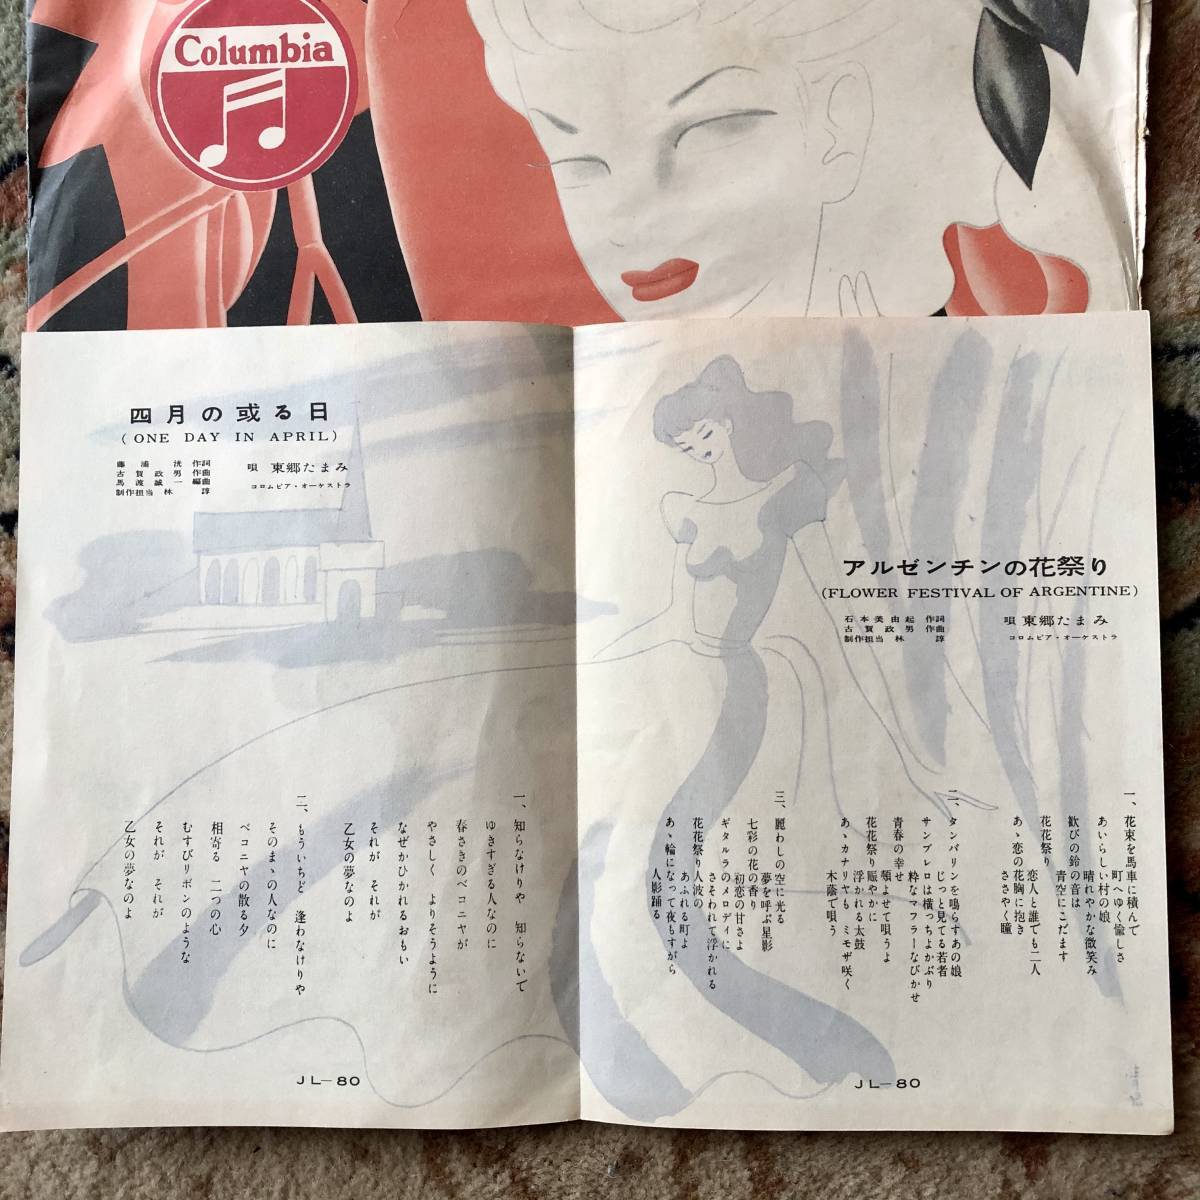 Columbia
四月の或る日
(ONE DAY IN APRIL)
藤浦洸 作詞
古賀政男 作曲
馬渡誠一 編曲
制作担当 林諄
唄 東郷たまみ
コロムビア・オーケストラ
一、知らなけりや 知らないで
ゆきすぎる人なのに
春さきのベコニヤが
やさしく よりそうように
なぜかひかれるおもい
それが それが
乙女の夢なのよ
二、もういちど 逢わなけりや
そのまゝの人なのに
ベコニヤの散る夕
相寄る 二つの心
むすびリボンのような
それが それが
乙女の夢なのよ
JL-80
アルゼンチンの花祭り
(FLOWER FESTIVAL OF ARGENTINE)
石本美由起 作詞
古賀政男 作曲
制作担当 林諄
唄 東郷たまみ
コロムビア・オーケストラ
一、花束を馬車に積んで
町へゆく愉しさ
あいらしい村の娘
晴れやかな微笑み
歓びの鈴の音は
青空にこだます
花花祭り
恋人と誰でも二人
あゝ恋の花胸に抱き
ささやく瞳
二、タンバリンを鳴らすあの娘
じっと見てる若者
サンブレロは横っちよかぶり
粋なマフラーなびかせ
青春の幸せ
頬よせて唄うよ
花花祭り賑やかに
浮かれる太鼓
あゝカナリヤも ミモザ咲く
木蔭で唄う
三、麗わしの空に光る
夢を呼ぶ星影
七彩の花の香り
初恋の甘さよ
ギタルラのメロディに
さそわれて浮かれる
花花祭り人波の
あふれる町よ
あゝ輪になって夜もすがら
人影踊る
JL-80